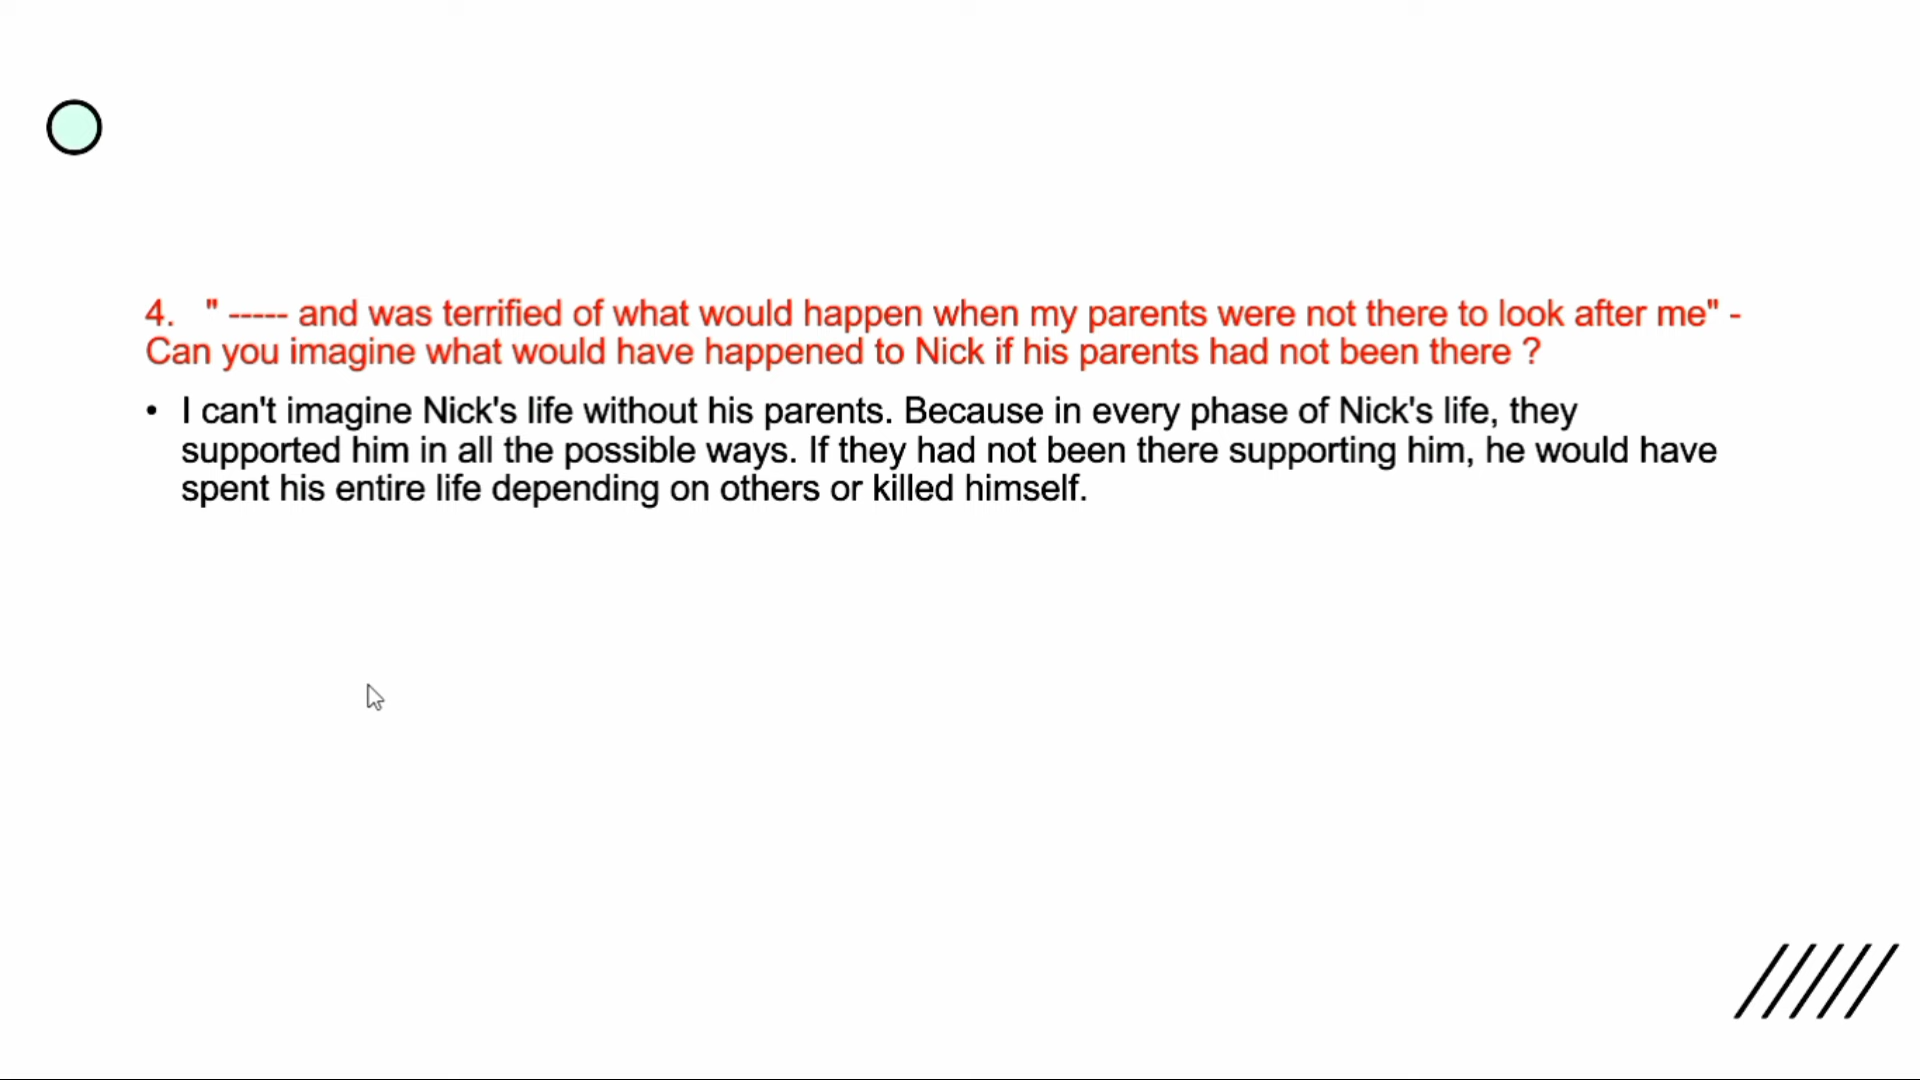 4. " ----- and was terrified of what would happen when my parents were not there to look after me" -
Can you imagine what would have happened to Nick if his parents had not been there ?
• I can't imagine Nick's life without his parents. Because in every phase of Nick's life, they
supported him in all the possible ways. If they had not been there supporting him, he would have
spent his entire life depending on others or killed himself.